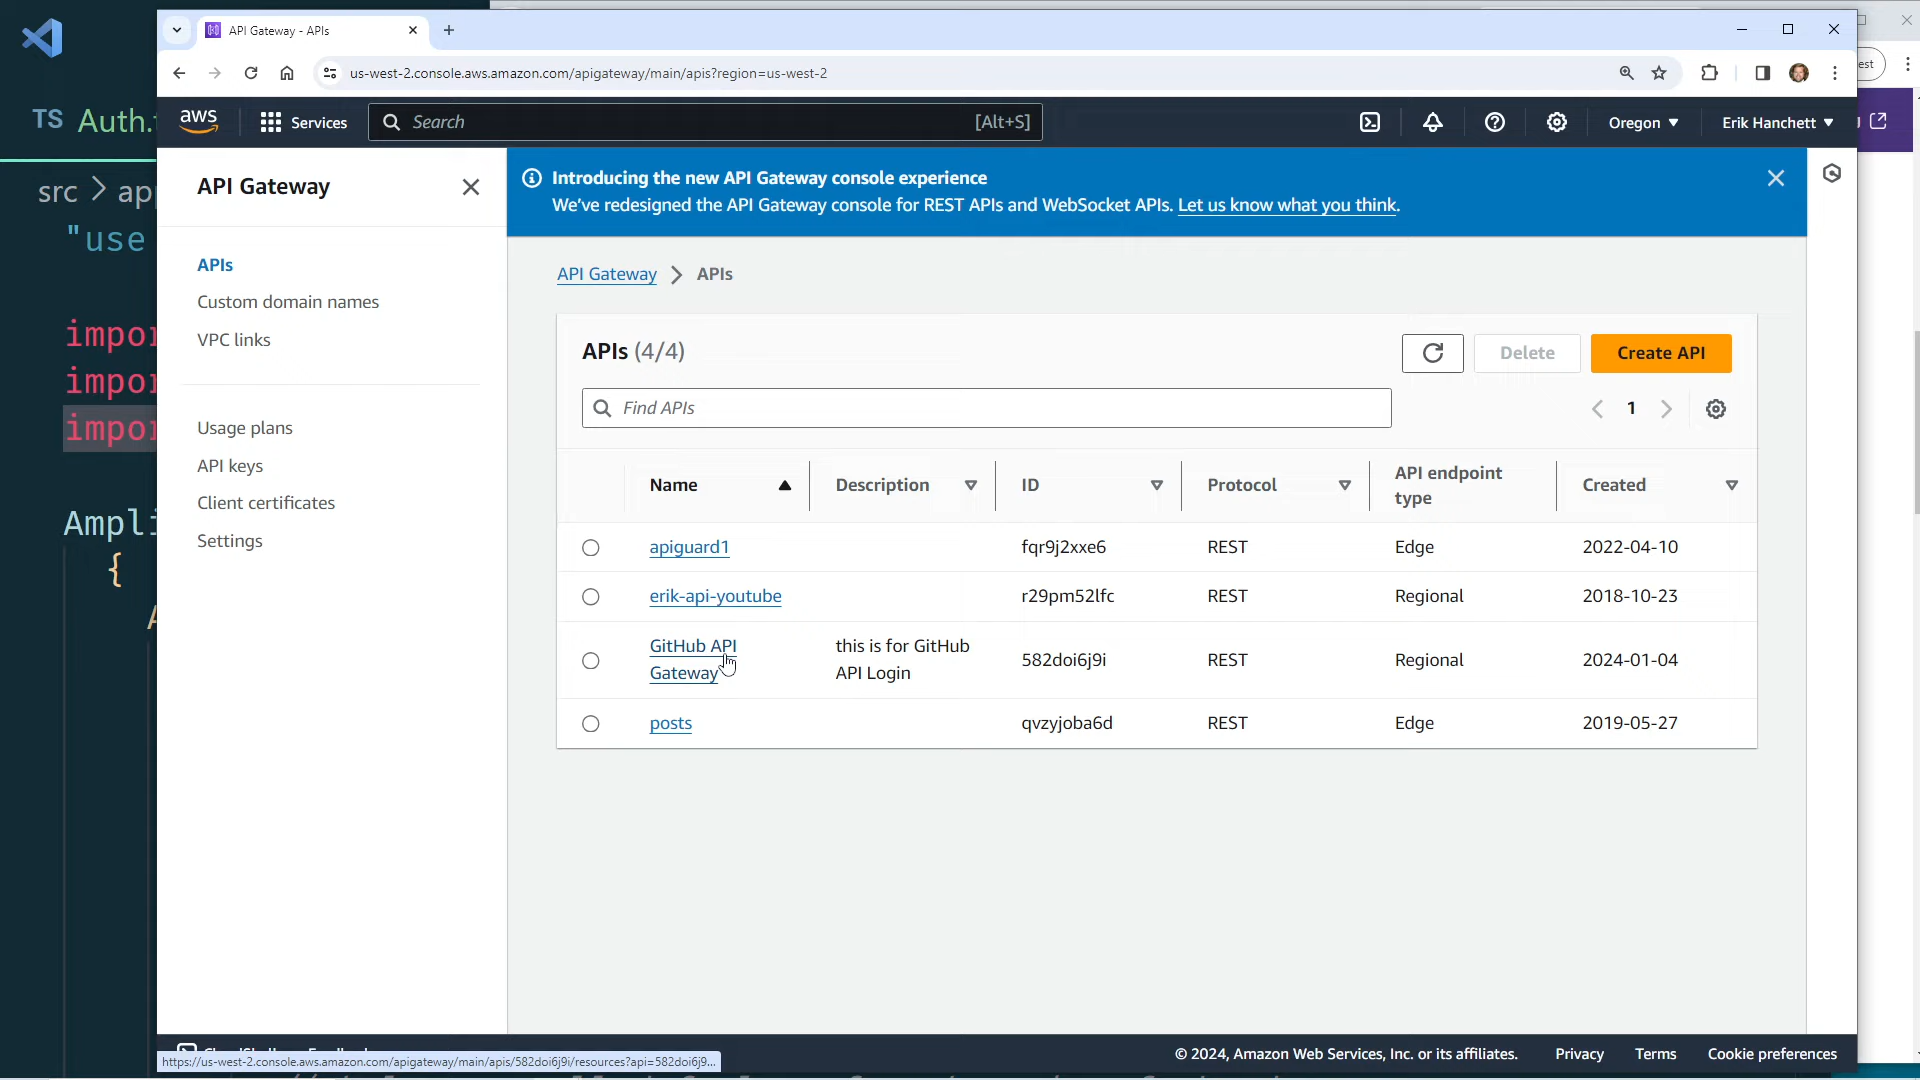 API Gateway - APIs
us-west-2.console.aws.amazon.com/apigateway/main/apis?region=us-west-2
est
TS Auth.
aws
Services
Search
[Alt+S]
Oregon
Erik Hanchett
src > ap
"use
impor
impor
impor
Ampli
{
API Gateway
APIs
Custom domain names
VPC links
Usage plans
API keys
Client certificates
Settings
Introducing the new API Gateway console experience
We've redesigned the API Gateway console for REST APIs and WebSocket APIs. Let us know what you think.
API Gateway > APIs
APIs (4/4)
Delete
Create API
Find APIs
1
Name
Description
ID
Protocol
API endpoint
type
Created
apiguard1
fqr9j2xxe6
REST
Edge
2022-04-10
erik-api-youtube
r29pm52lfc
REST
Regional
2018-10-23
GitHub API
Gateway
this is for GitHub
API Login
582doi6j9i
REST
Regional
2024-01-04
posts
qvzyjoba6d
REST
Edge
2019-05-27
https://us-west-2.console.aws.amazon.com/apigateway/main/apis/582doi6j9i/resources?api=582doi6j9...
© 2024, Amazon Web Services, Inc. or its affiliates.
Privacy
Terms
Cookie preferences